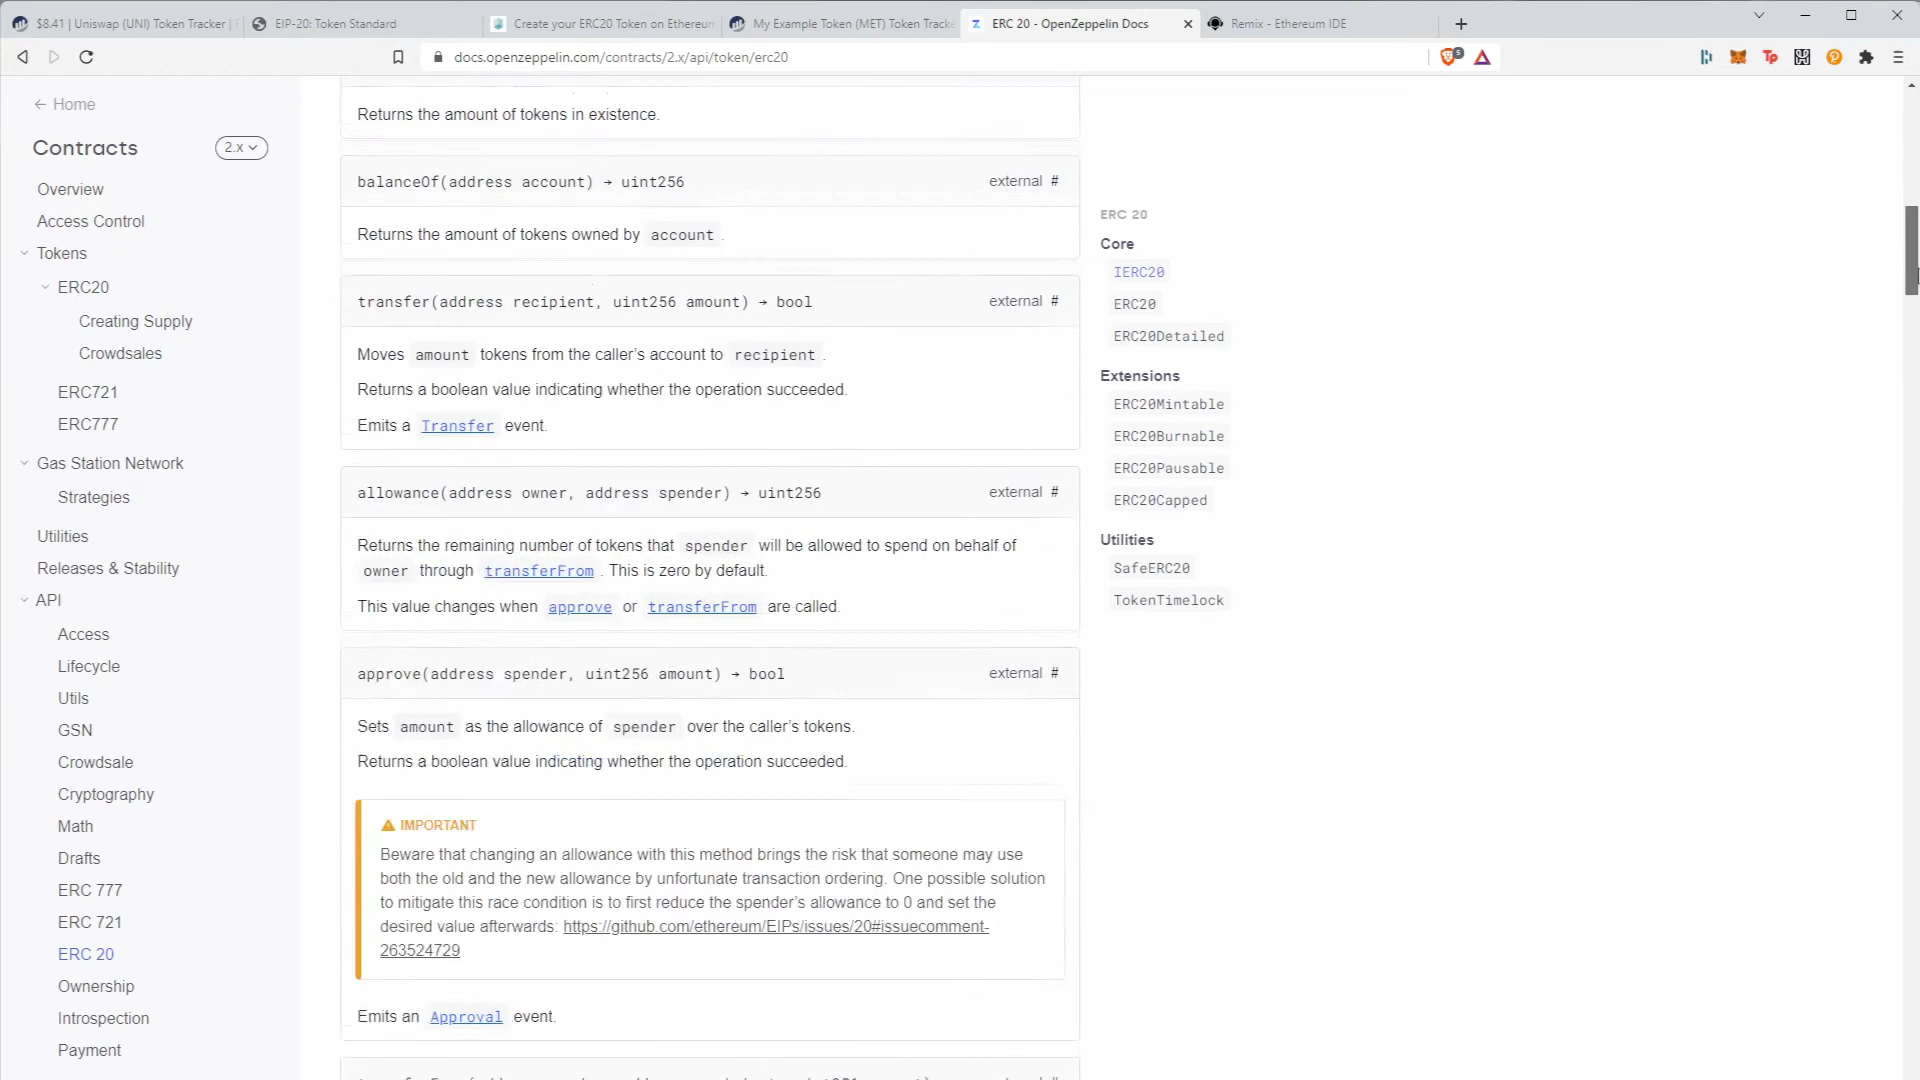 $8.41 | Uniswap (UNI) Token Tracker |
EIP-20: Token Standard
Create your ERC20 Token on Ethereum
My Example Token (MET) Token Tracke
ERC 20 - OpenZeppelin Docs
Remix - Ethereum IDE
docs.openzeppelin.com/contracts/2.x/api/token/erc20
5
Tp
← Home
Contracts
2.x
Overview
Access Control
Tokens
ERC20
Creating Supply
Crowdsales
ERC721
ERC777
Gas Station Network
Strategies
Utilities
Releases & Stability
API
Access
Lifecycle
Utils
GSN
Crowdsale
Cryptography
Math
Drafts
ERC 777
ERC 721
ERC 20
Ownership
Introspection
Payment
Returns the amount of tokens in existence.
balanceOf(address account) → uint256
external #
Returns the amount of tokens owned by account .
transfer(address recipient, uint256 amount) → bool
external #
Moves amount tokens from the caller’s account to recipient .
Returns a boolean value indicating whether the operation succeeded.
Emits a Transfer event.
allowance(address owner, address spender) → uint256
external #
Returns the remaining number of tokens that spender will be allowed to spend on behalf of
owner through transferFrom . This is zero by default.
This value changes when approve or transferFrom are called.
approve(address spender, uint256 amount) → bool
external #
Sets amount as the allowance of spender over the caller’s tokens.
Returns a boolean value indicating whether the operation succeeded.
IMPORTANT
Beware that changing an allowance with this method brings the risk that someone may use
both the old and the new allowance by unfortunate transaction ordering. One possible solution
to mitigate this race condition is to first reduce the spender’s allowance to 0 and set the
desired value afterwards: https://github.com/ethereum/EIPs/issues/20#issuecomment-
263524729
Emits an Approval event.
ERC 20
Core
IERC20
ERC20
ERC20Detailed
Extensions
ERC20Mintable
ERC20Burnable
ERC20Pausable
ERC20Capped
Utilities
SafeERC20
TokenTimelock